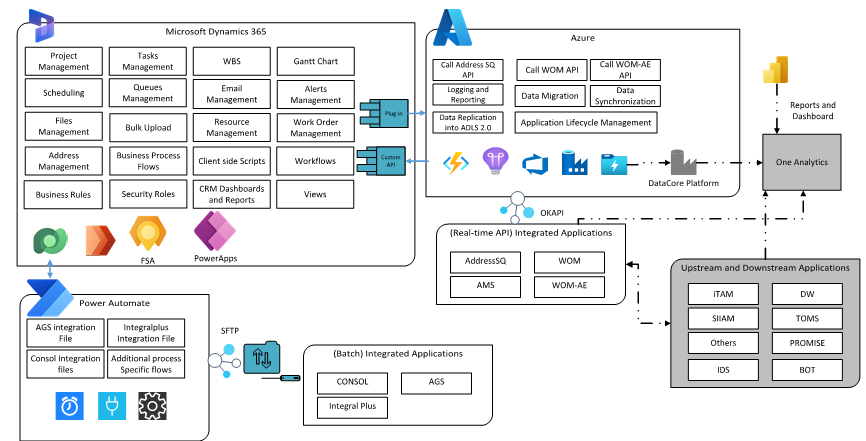 Microsoft Dynamics 365
Project
Management
Tasks
Management
WBS
Gantt Chart
Scheduling
Queues
Management
Email
Management
Alerts
Management
Files
Management
Bulk Upload
Resource
Management
Work Order
Management
Address
Management
Business Process
Flows
Client side Scripts
Workflows
Business Rules
Security Roles
CRM Dashboards
and Reports
Views
FSA
PowerApps
Plug-in
Custom
API
Azure
Call Address SQ
API
Call WOM API
Call WOM-AE
API
Logging and
Reporting
Data Migration
Data
Synchronization
Data Replication
into ADLS 2.0
Application Lifecycle Management
DataCore Platform
Reports and
Dashboard
One Analytics
OKAPI
(Real-time API) Integrated Applications
AddressSQ
WOM
AMS
WOM-AE
Upstream and Downstream Applications
iTAM
DW
SIIAM
TOMS
Others
PROMISE
IDS
BOT
Power Automate
AGS integration
File
Integralplus
Integration File
Consol Integration
files
Additional process
Specific flows
SFTP
(Batch) Integrated Applications
CONSOL
AGS
Integral Plus